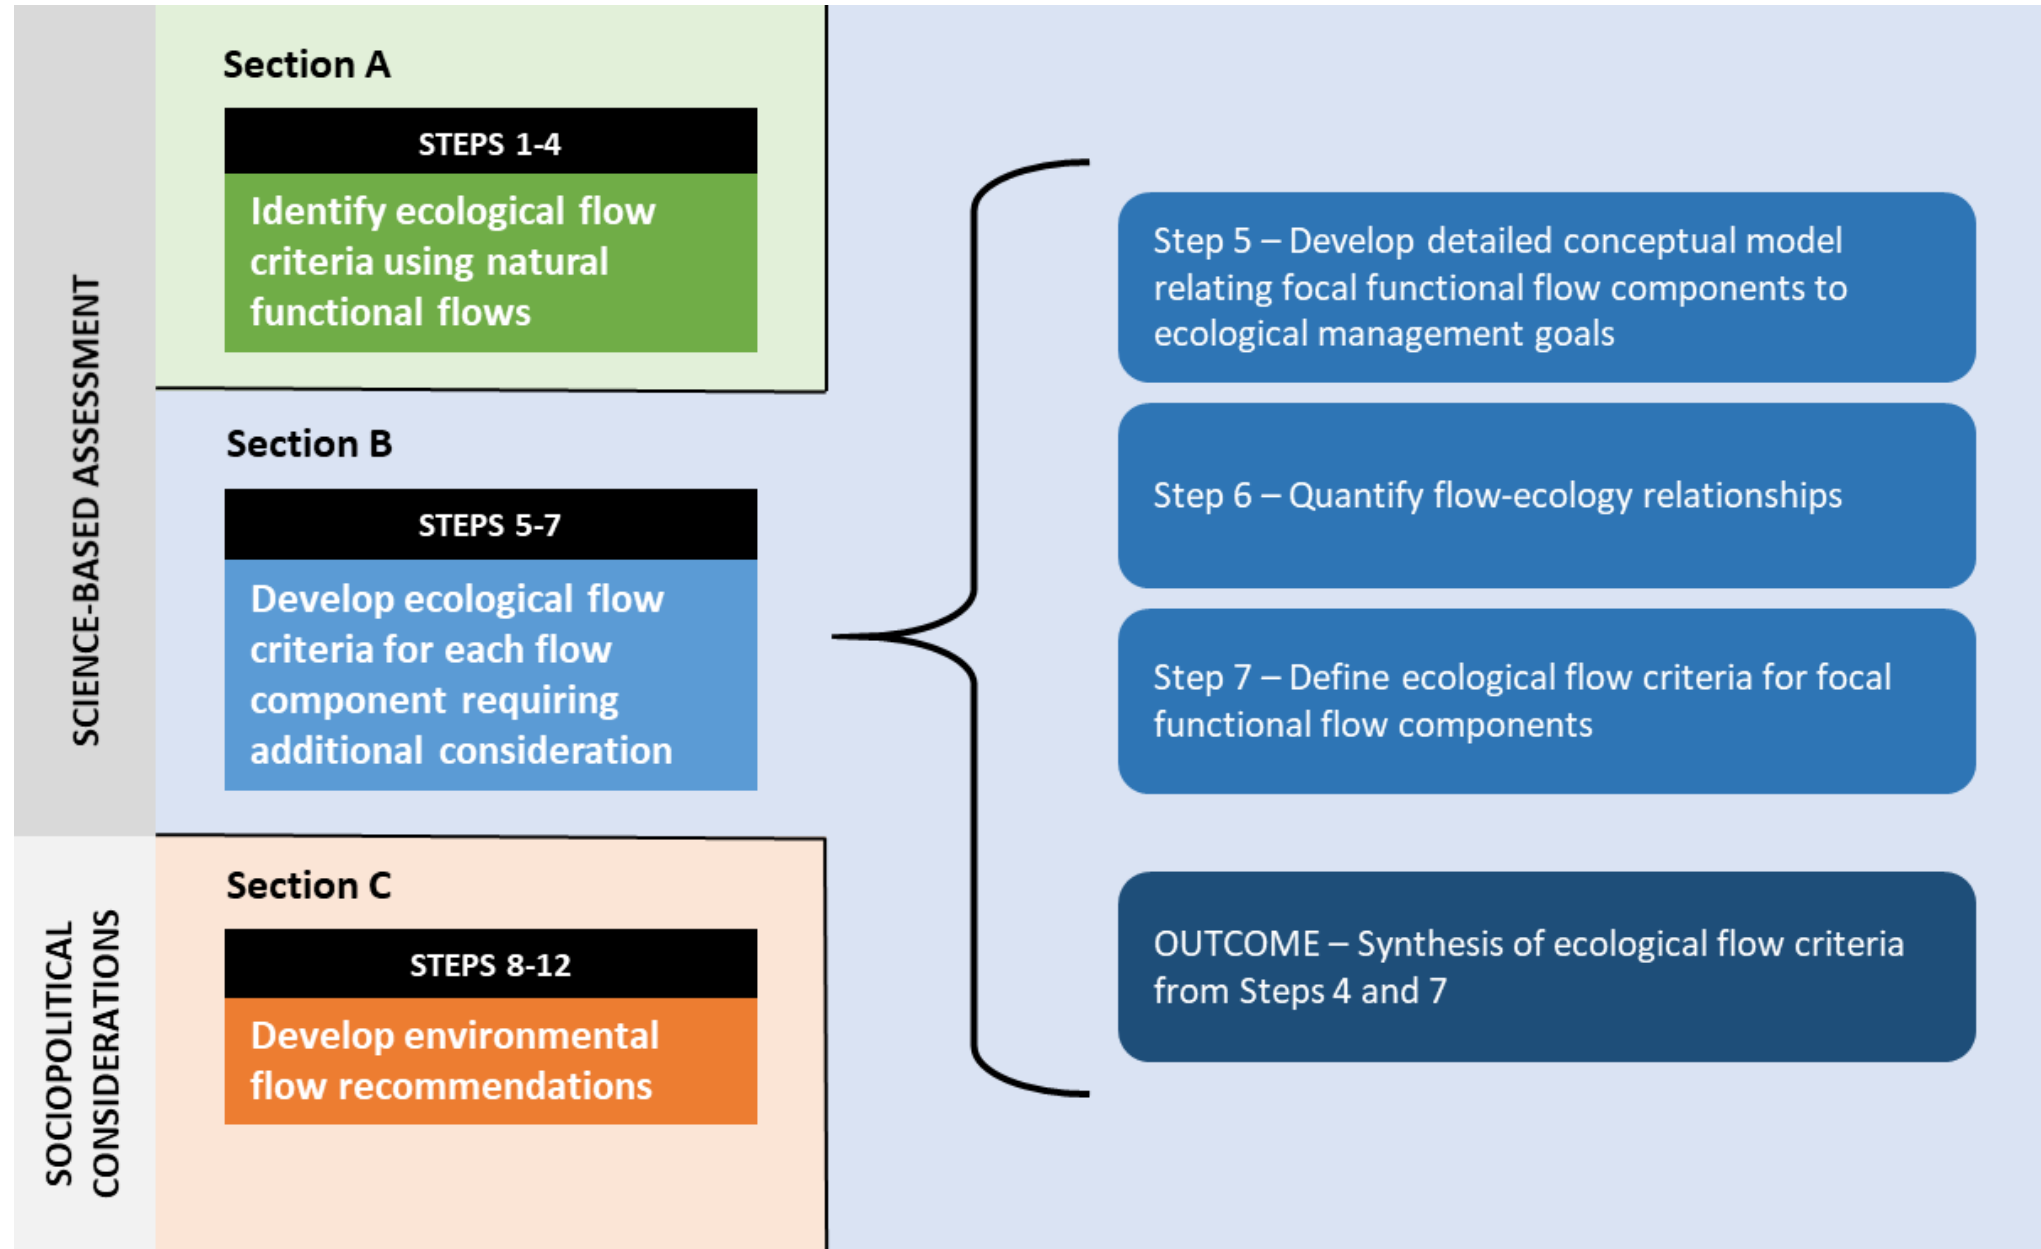 SCIENCE-BASED ASSESSMENT
Section A
STEPS 1-4
Identify ecological flow
criteria using natural
functional flows
Section B
STEPS 5-7
Develop ecological flow
criteria for each flow
component requiring
additional consideration
SOCIOPOLITICAL
CONSIDERATIONS
Section C
STEPS 8-12
Develop environmental
flow recommendations
Step 5 – Develop detailed conceptual model
relating focal functional flow components to
ecological management goals
Step 6 – Quantify flow-ecology relationships
Step 7 – Define ecological flow criteria for focal
functional flow components
OUTCOME – Synthesis of ecological flow criteria
from Steps 4 and 7